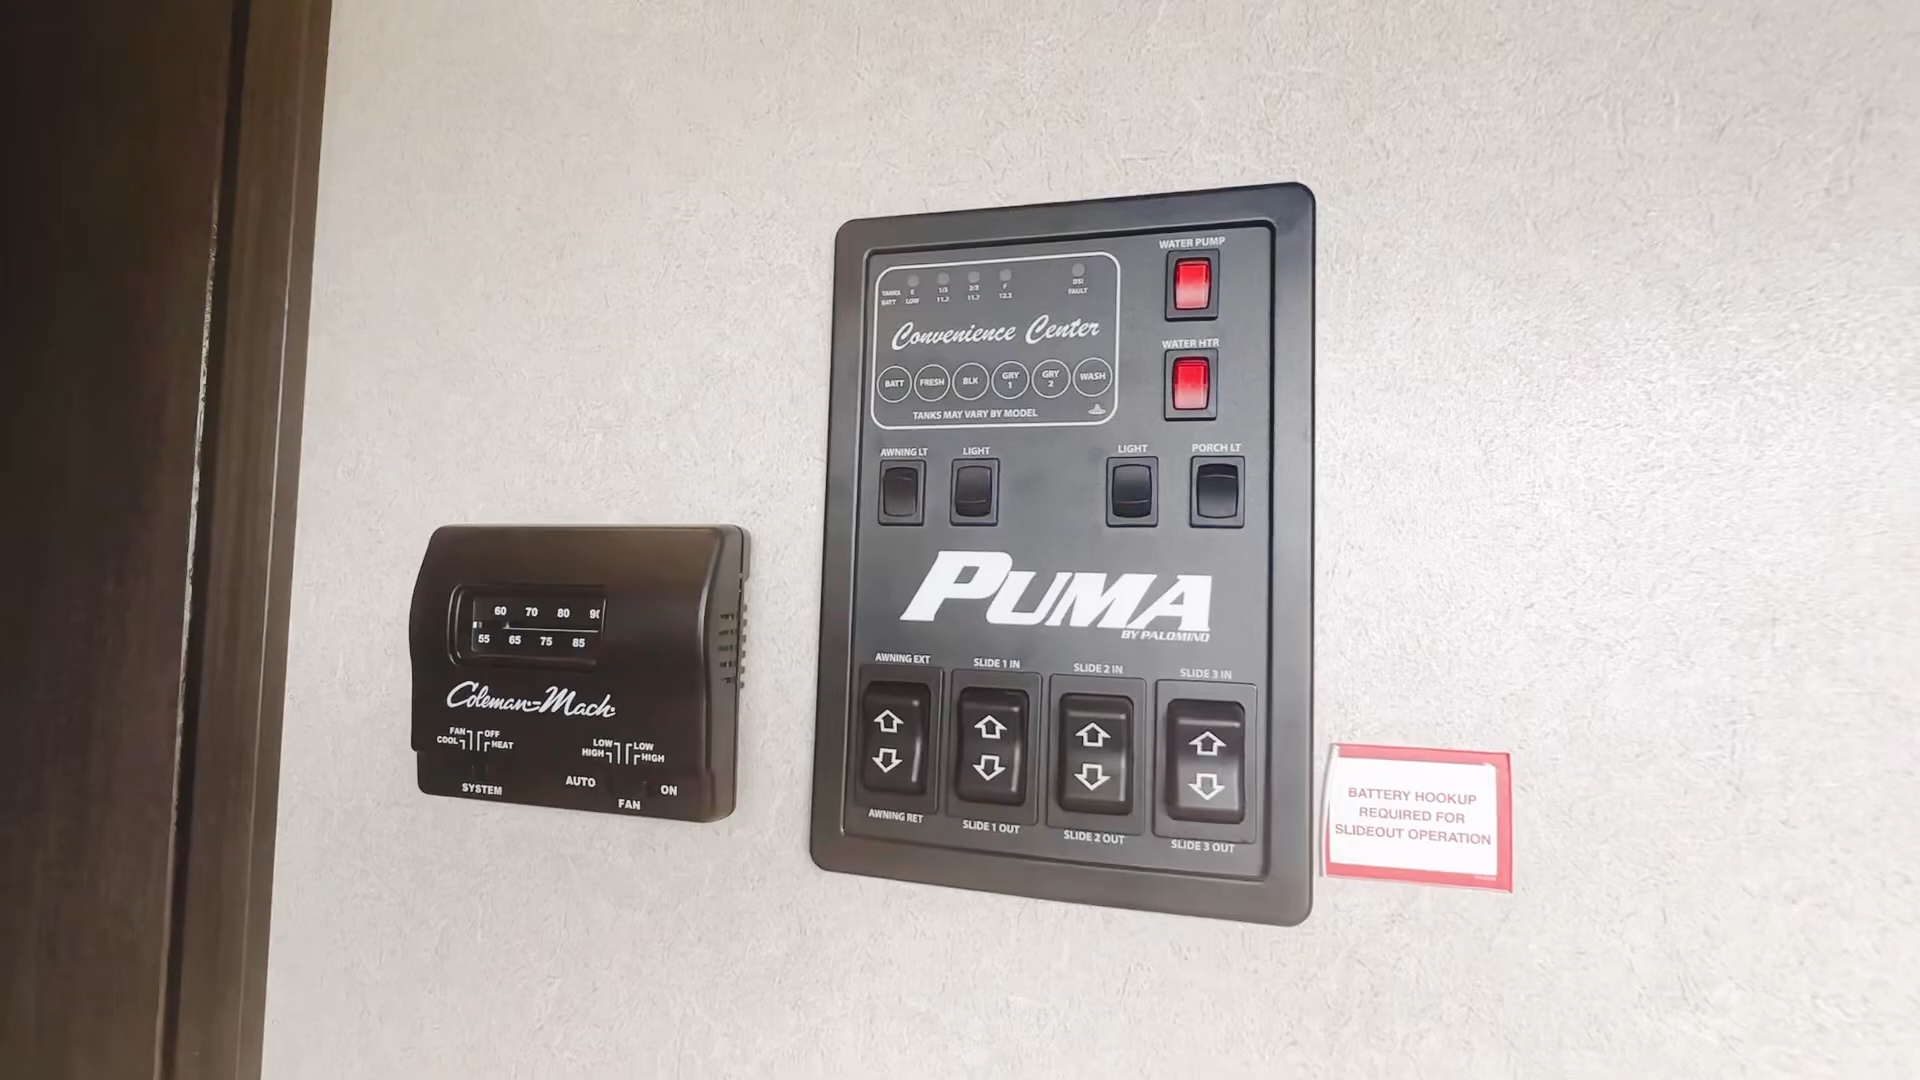 60 70 80 90
55 65 75 85
Coleman-Mach
FAN OFF
COOL HEAT
LOW LOW
HIGH HIGH
AUTO ON
SYSTEM
FAN
WATER PUMP
TANKS E 1/3 2/3 F DSI
BATT LOW 11.2 11.7 12.3 FAULT
Convenience Center
BATT FRESH BLK GRY 1 GRY 2 WASH
TANKS MAY VARY BY MODEL
WATER HTR
AWNING LT LIGHT LIGHT PORCH LT
PUMA
BY PALOMINO
AWNING EXT SLIDE 1 IN SLIDE 2 IN SLIDE 3 IN
AWNING RET SLIDE 1 OUT SLIDE 2 OUT SLIDE 3 OUT
BATTERY HOOKUP
REQUIRED FOR
SLIDEOUT OPERATION